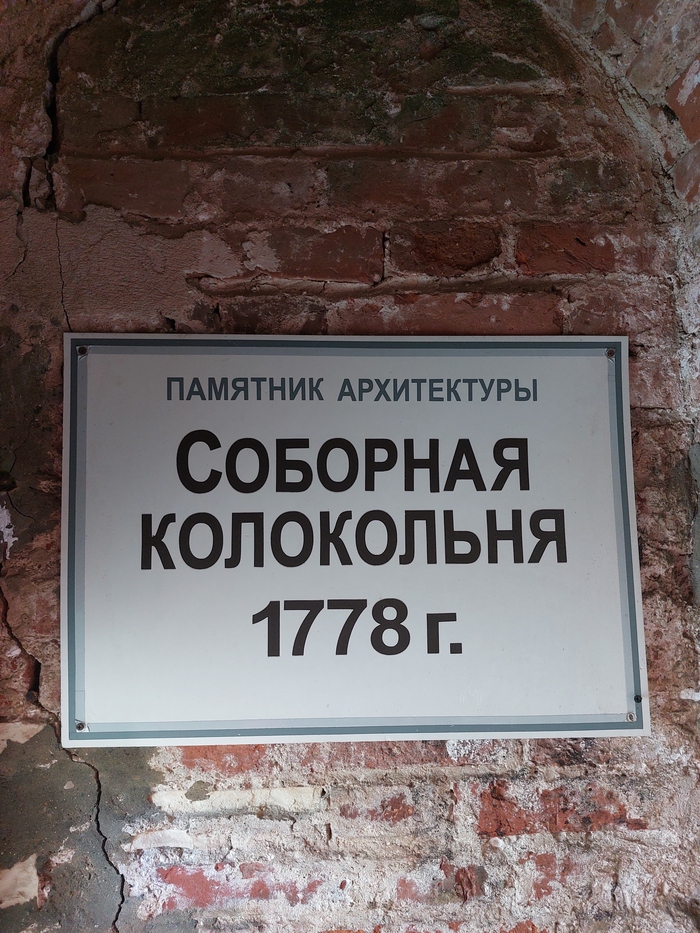 ПАМЯТНИК АРХИТЕКТУРЫ
СОБОРНАЯ
КОЛОКОЛЬНЯ
1778 г.